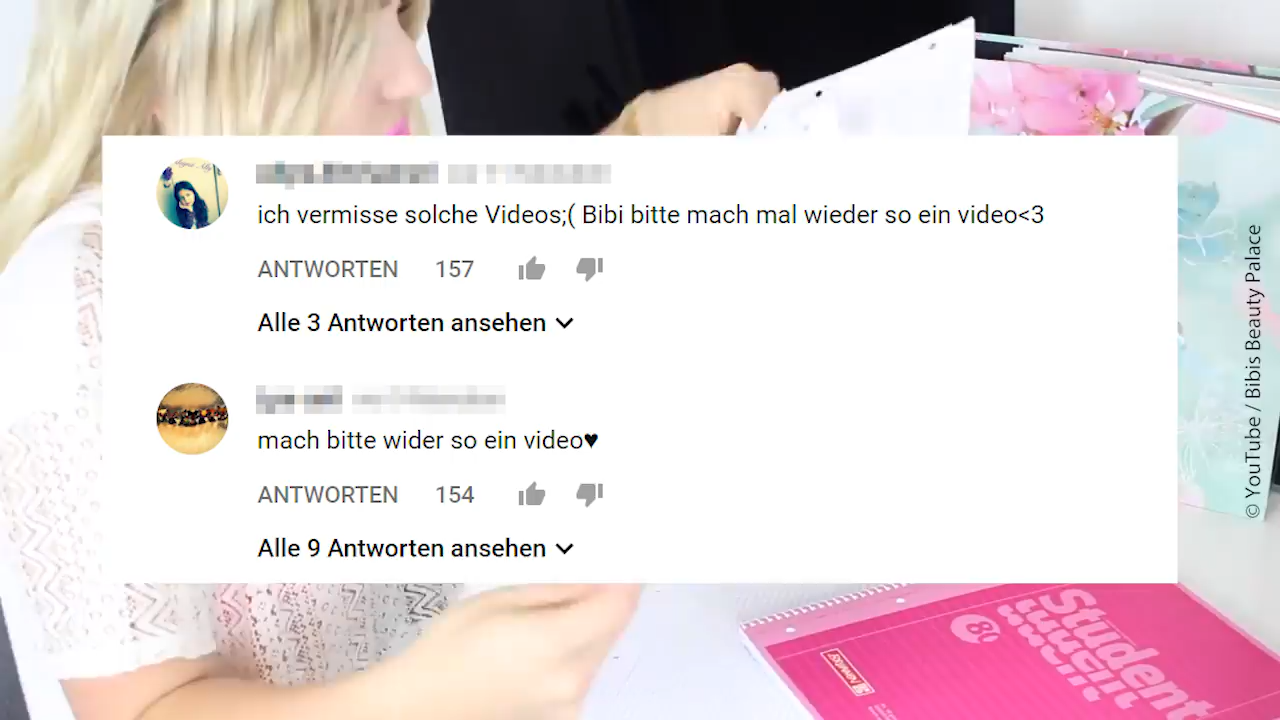 ich vermisse solche Videos;( Bibi bitte mach mal wieder so ein video<3
ANTWORTEN 157
Alle 3 Antworten ansehen
mach bitte wider so ein video♥
ANTWORTEN 154
Alle 9 Antworten ansehen
© YouTube / Bibis Beauty Palace
Student
80